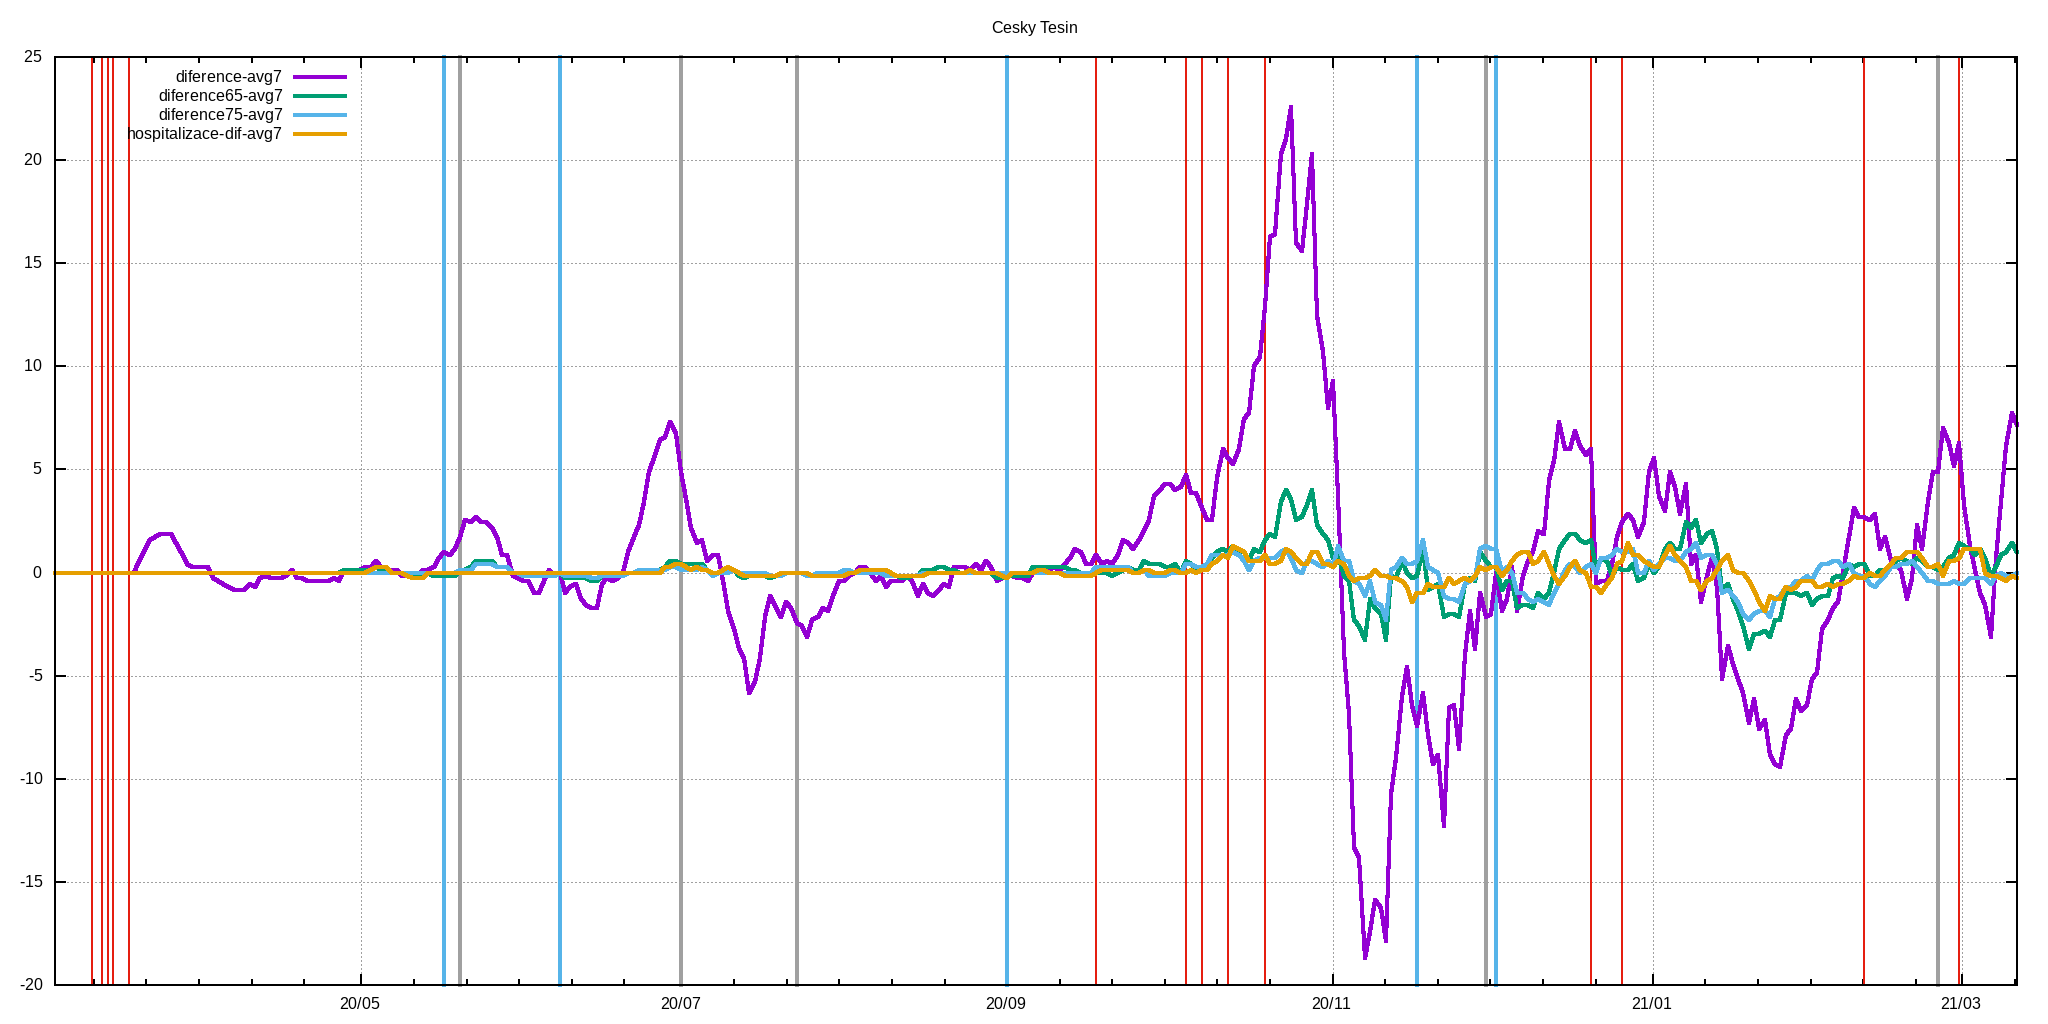 Cesky Tesin
25
20
15
10
5
0
-5
-10
-15
-20
diference-avg7
diference65-avg7
diference75-avg7
hospitalizace-dif-avg7
20/05 20/07 20/09 20/11 21/01 21/03